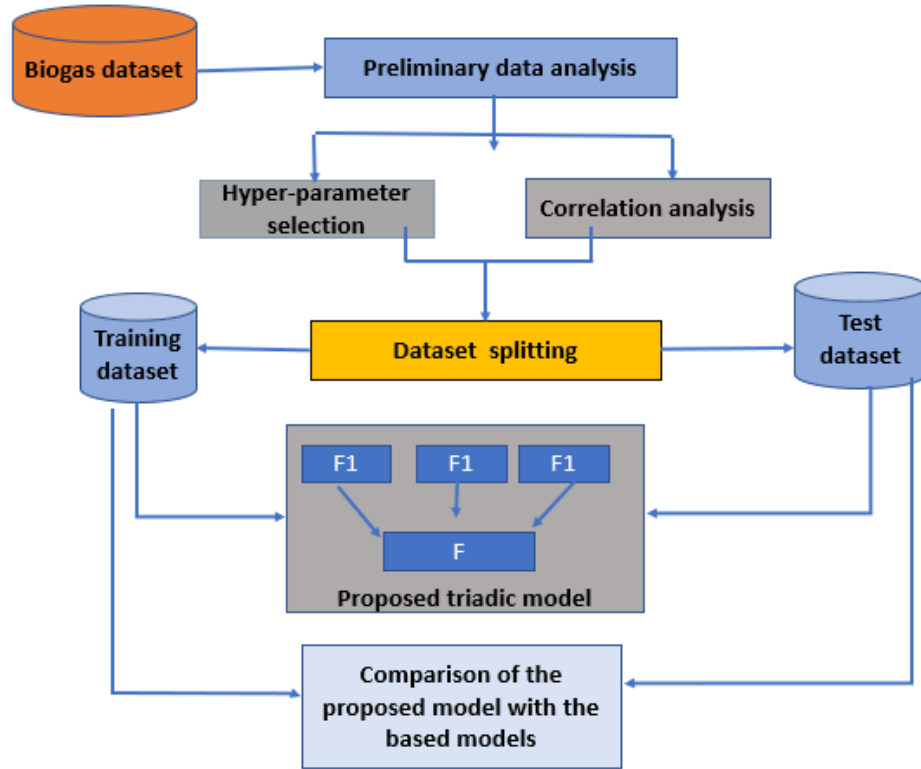 Biogas dataset
Preliminary data analysis
Hyper-parameter
selection
Correlation analysis
Training
dataset
Dataset splitting
Test
dataset
F1
F1
F1
F
Proposed triadic model
Comparison of the
proposed model with the
based models